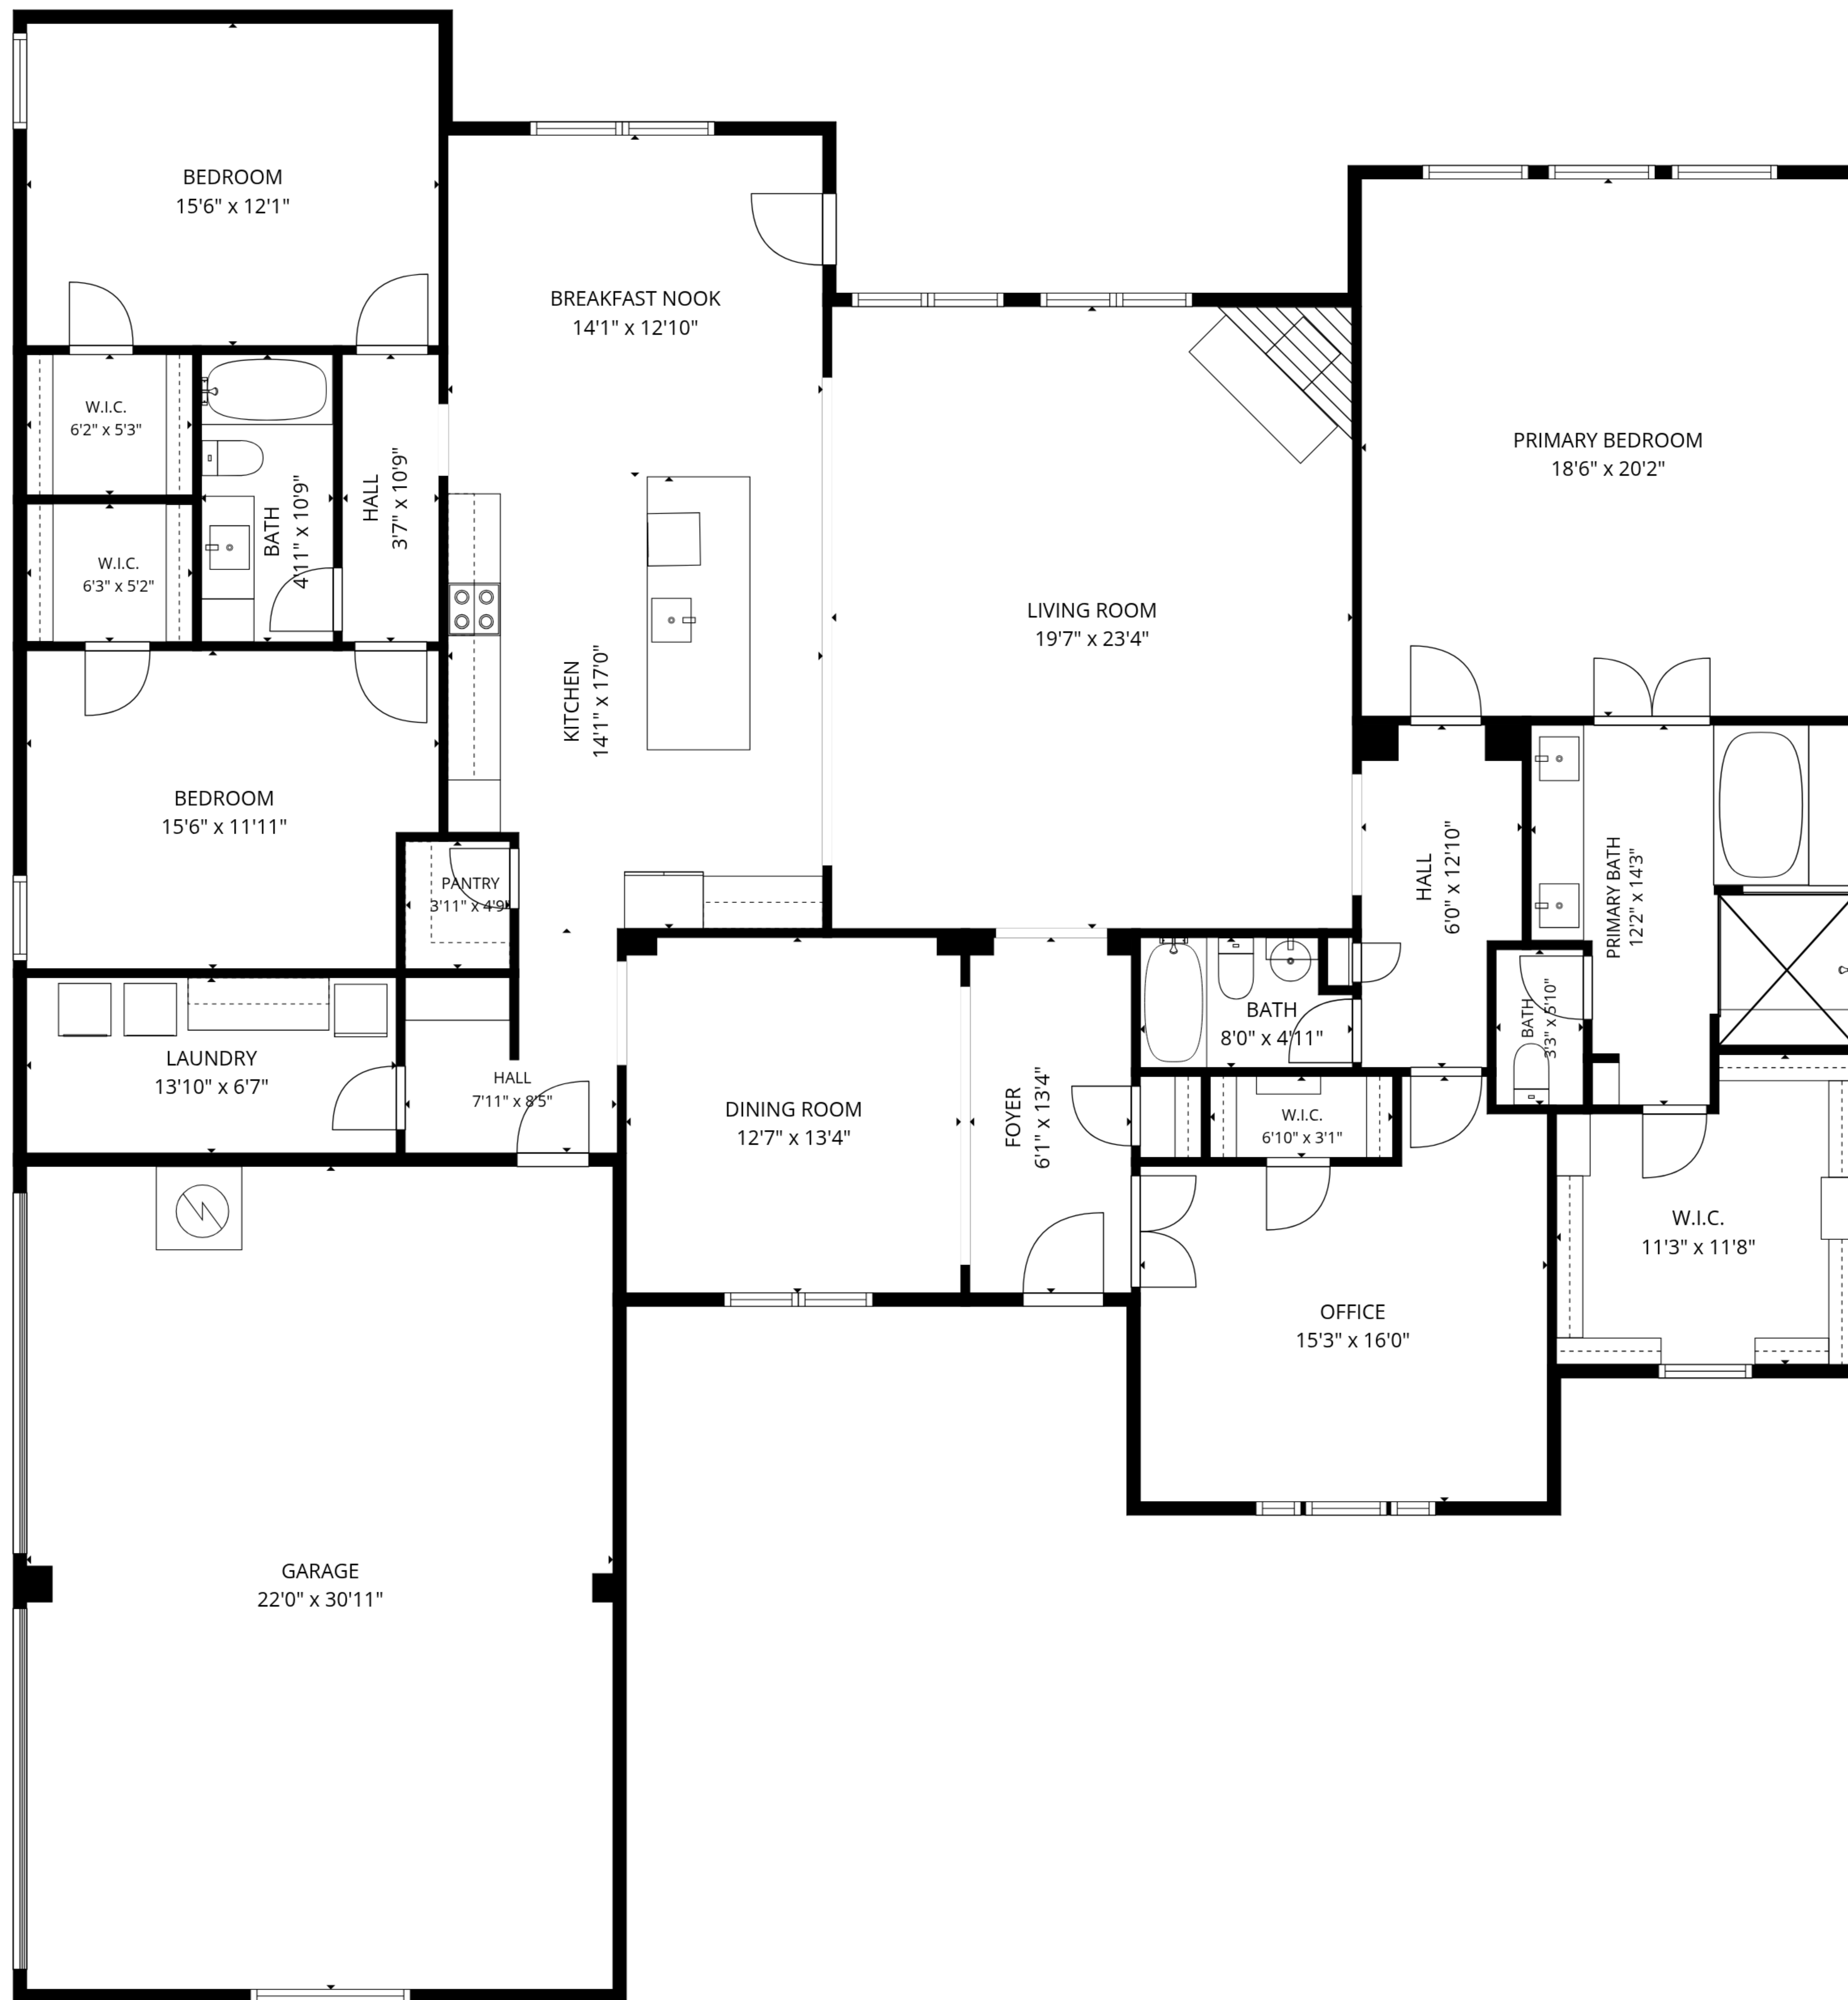 BEDROOM
15'6" x 12'1"
BREAKFAST NOOK
14'1" x 12'10"
W.I.C.
6'2" x 5'3"
BATH
4'11" x 10'9"
HALL
3'7" x 10'9"
PRIMARY BEDROOM
18'6" x 20'2"
W.I.C.
6'3" x 5'2"
LIVING ROOM
19'7" x 23'4"
KITCHEN
14'1" x 17'0"
BEDROOM
15'6" x 11'11"
HALL
6'0" x 12'10"
PRIMARY BATH
12'2" x 14'3"
PANTRY
3'11" x 4'9"
BATH
8'0" x 4'11"
BATH
3'3" x 5'10"
LAUNDRY
13'10" x 6'7"
HALL
7'11" x 8'5"
DINING ROOM
12'7" x 13'4"
FOYER
6'1" x 13'4"
W.I.C.
6'10" x 3'1"
W.I.C.
11'3" x 11'8"
OFFICE
15'3" x 16'0"
GARAGE
22'0" x 30'11"